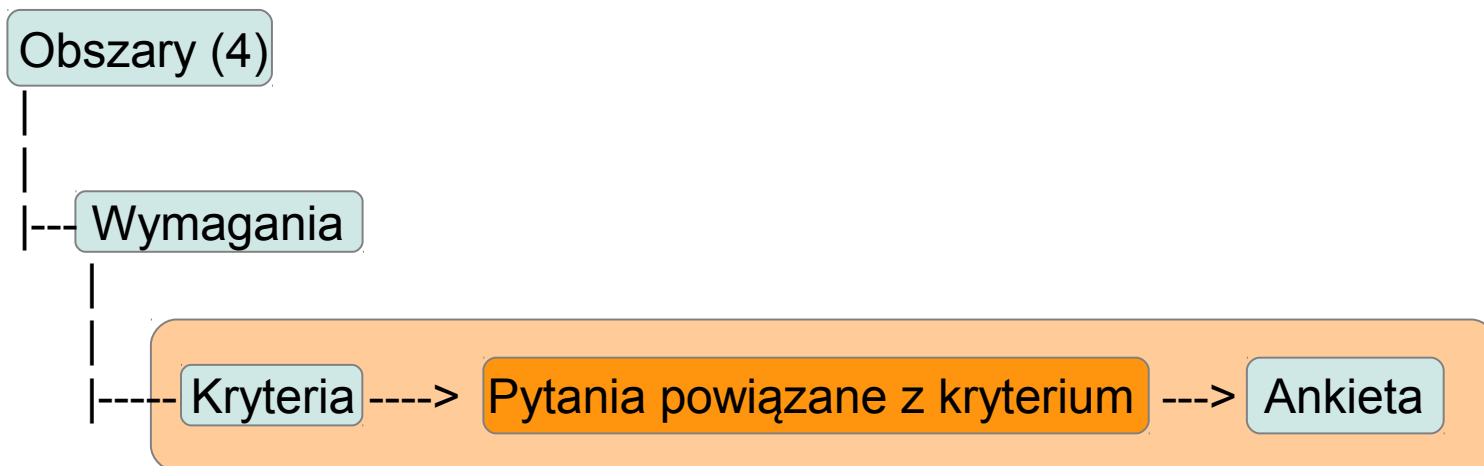 Obszary (4)
|
|
|--- Wymagania
|
|
|----- Kryteria ----> Pytania powiązane z kryterium ---> Ankieta